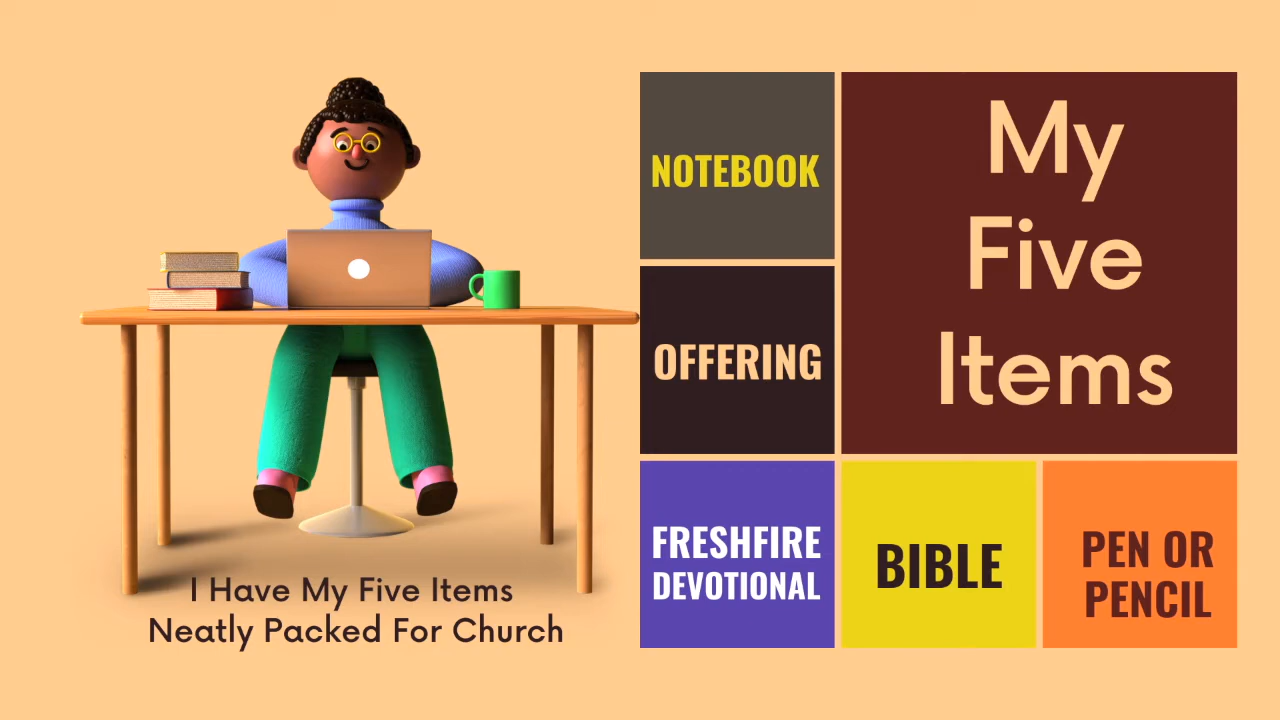 NOTEBOOK
My
Five
Items
OFFERING
FRESHFIRE
DEVOTIONAL
BIBLE
PEN OR
PENCIL
I Have My Five Items
Neatly Packed For Church